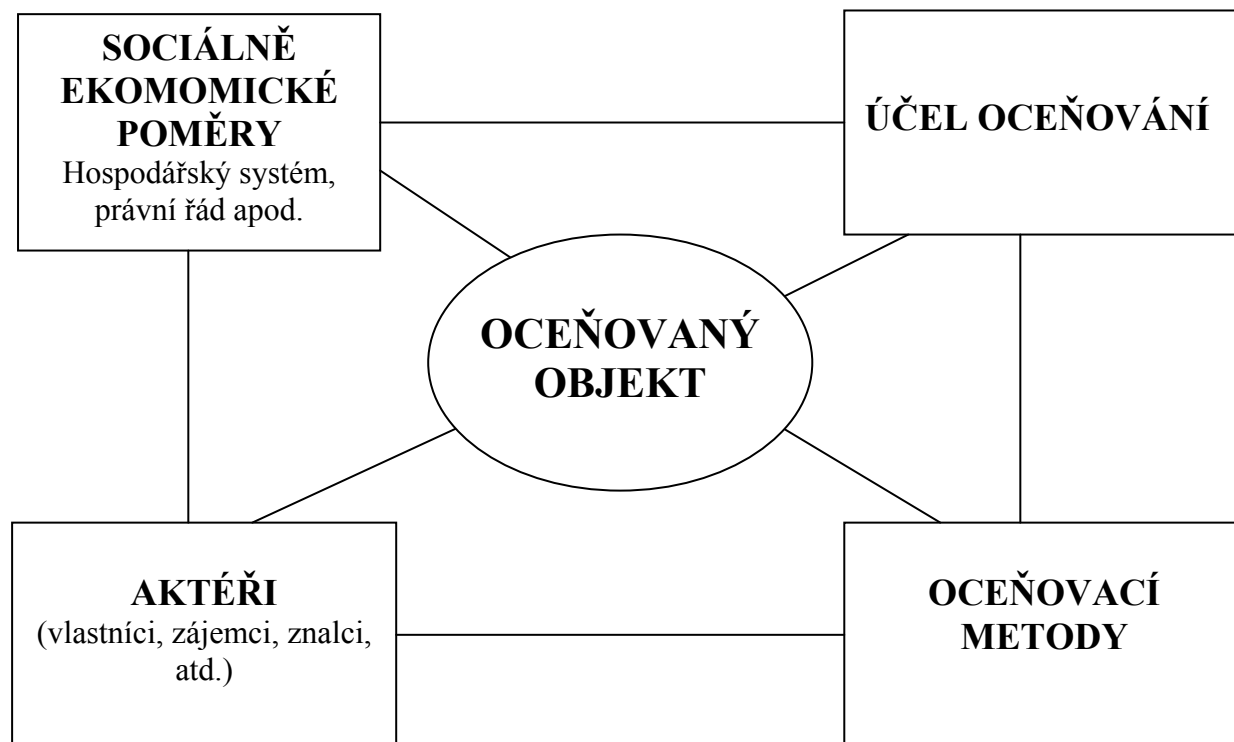 SOCIÁLNĚ
EKOMOMICKÉ
POMĚRY
Hospodářský systém,
právní řád apod.
ÚČEL OCEŇOVÁNÍ
OCEŇOVANÝ
OBJEKT
AKTÉŘI
(vlastníci, zájemci, znalci,
atd.)
OCEŇOVACÍ
METODY